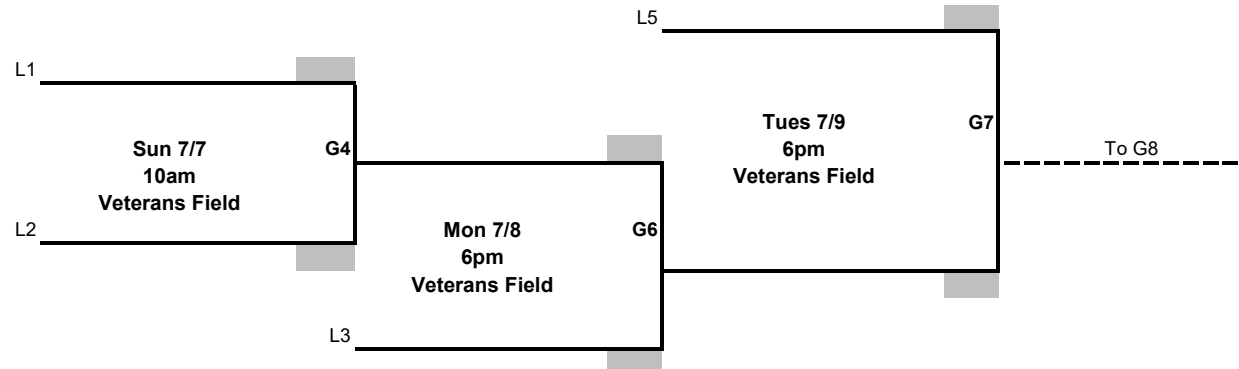 L5
L1
Tues 7/9
6pm
Veterans Field
G7
To G8
Sun 7/7
10am
Veterans Field
G4
L2
Mon 7/8
6pm
Veterans Field
G6
L3